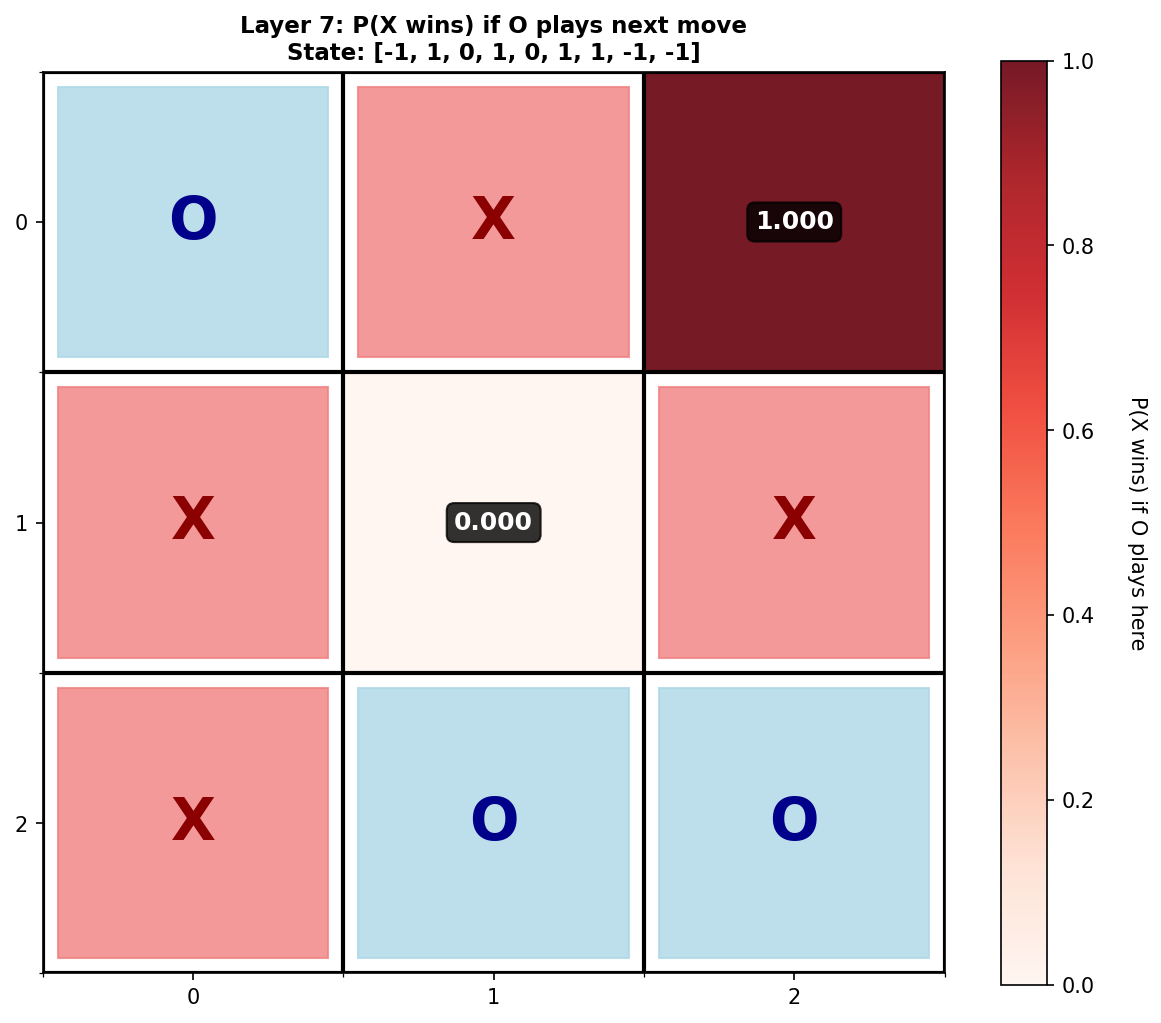 Layer 7: P(X wins) if O plays next move
State: [-1, 1, 0, 1, 0, 1, 1, -1, -1]
0
O
X
1.000
1
X
0.000
X
2
X
O
O
0
1
2
1.0
0.8
0.6
0.4
0.2
0.0
P(X wins) if O plays here